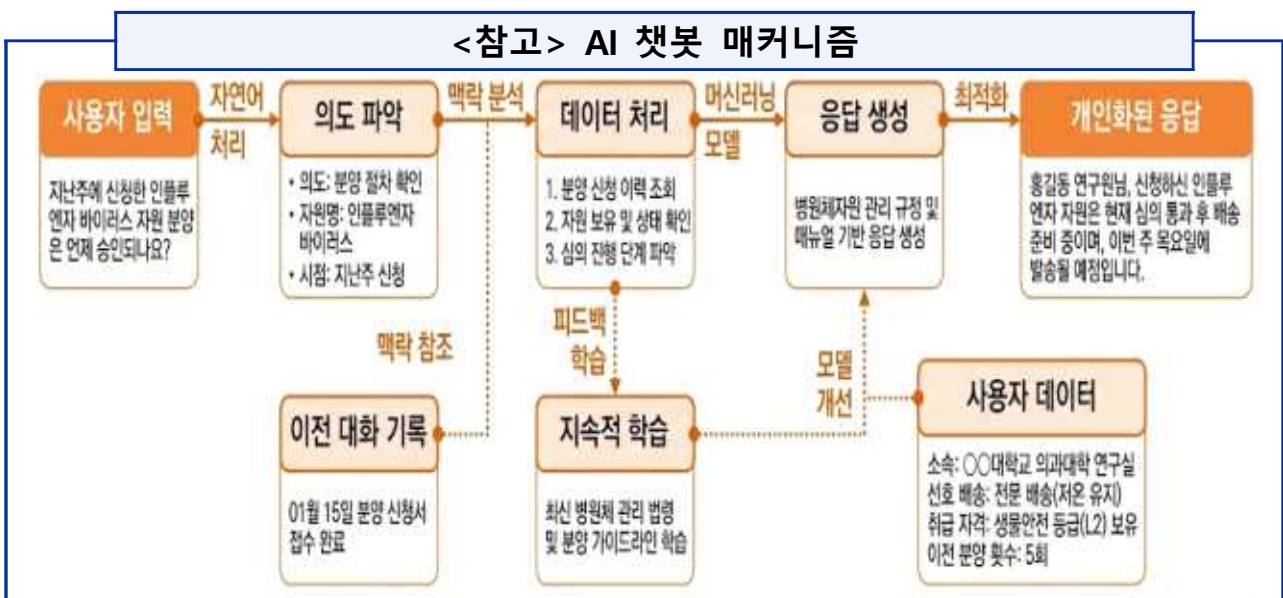 <참고> AI 챗봇 매커니즘
사용자 입력
지난주에 신청한 인플루
엔자 바이러스 자원 분양
은 언제 승인되나요?
자연어
처리
의도 파악
• 의도: 분양 절차 확인
• 자원명: 인플루엔자
바이러스
• 시점: 지난주 신청
맥락 분석
데이터 처리
1. 분양 신청 이력 조회
2. 자원 보유 및 상태 확인
3. 심의 진행 단계 파악
머신러닝
모델
응답 생성
병원체자원 관리 규정 및
매뉴얼 기반 응답 생성
최적화
개인화된 응답
홍길동 연구원님, 신청하신 인플루
엔자 자원은 현재 심의 통과 후 배송
준비 중이며, 이번 주 목요일에
발송될 예정입니다.
맥락 참조
피드백
학습
모델
개선
이전 대화 기록
01월 15일 분양 신청서
접수 완료
지속적 학습
최신 병원체 관리 법령
및 분양 가이드라인 학습
사용자 데이터
소속: ○○대학교 의과대학 연구실
선호 배송: 전문 배송(저온 유지)
취급 자격: 생물안전 등급(L2) 보유
이전 분양 횟수: 5회